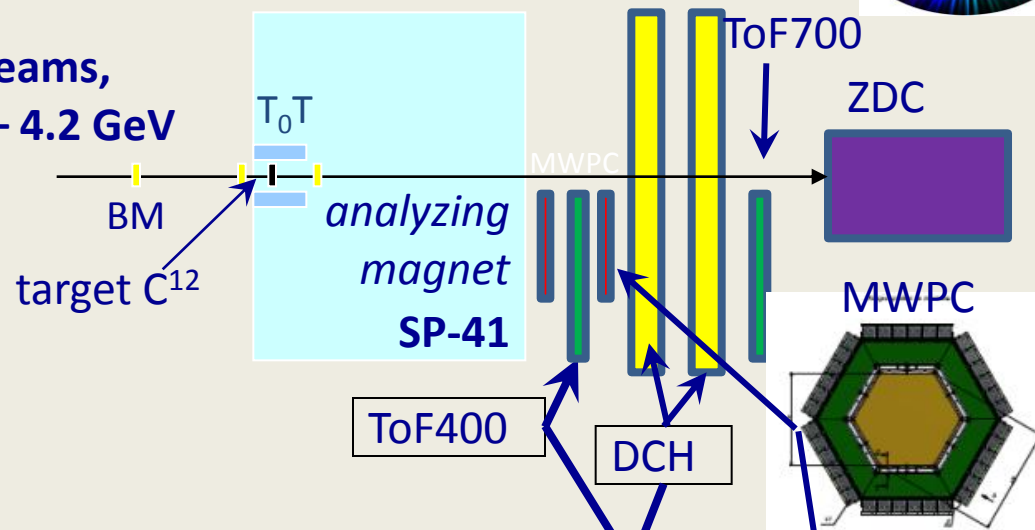 eams,
- 4.2 GeV
T₀T
ToF700
ZDC
MWPC
BM
analyzing
magnet
SP-41
target C¹²
MWPC
ToF400
DCH